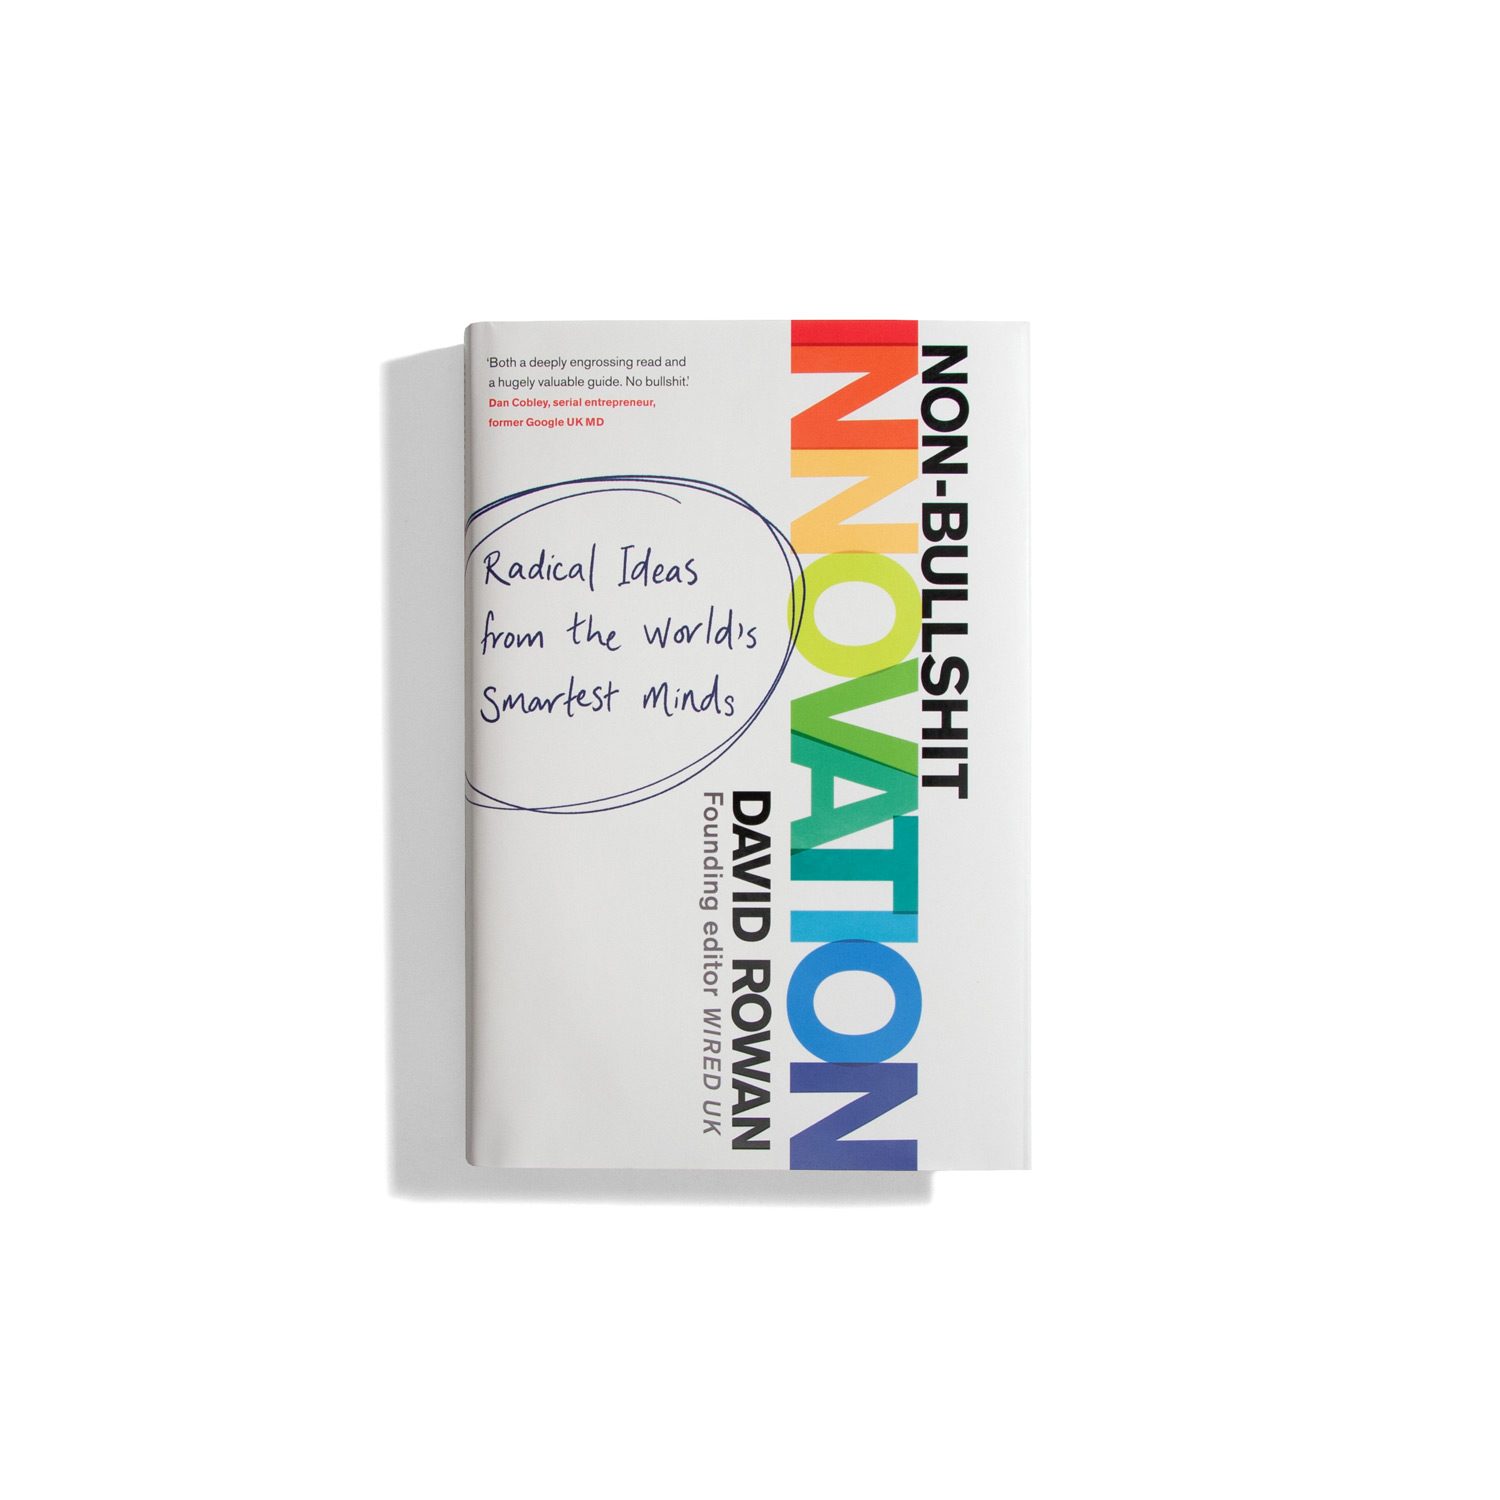 ‘Both a deeply engrossing read and
a hugely valuable guide. No bullshit.’
Dan Cobley, serial entrepreneur,
former Google UK MD
Radical Ideas
from the World's
Smartest Minds
NON-BULLSHIT
INNOVATION
DAVID ROWAN
Founding editor WIRED UK